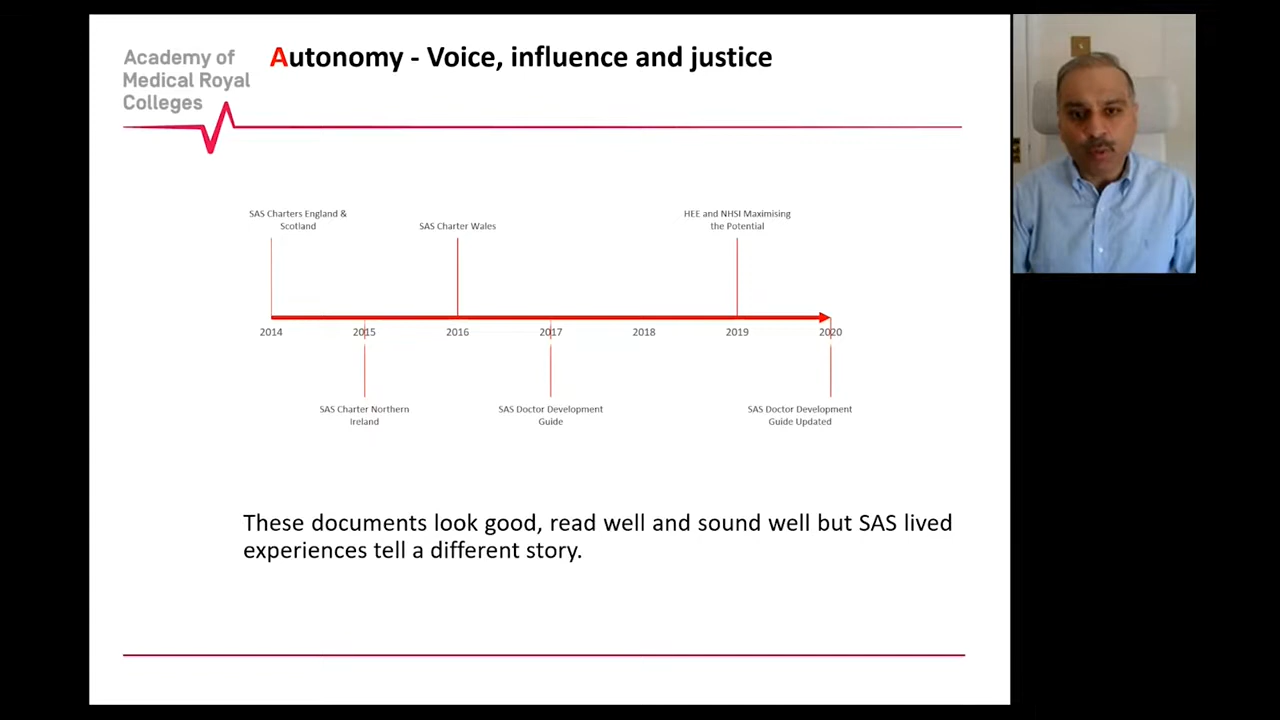 Academy of
Medical Royal
Colleges
Autonomy - Voice, influence and justice
SAS Charters England &
Scotland
SAS Charter Wales
HEE and NHSI Maximising
the Potential
2014
2015
2016
2017
2018
2019
2020
SAS Charter Northern
Ireland
SAS Doctor Development
Guide
SAS Doctor Development
Guide Updated
These documents look good, read well and sound well but SAS lived
experiences tell a different story.